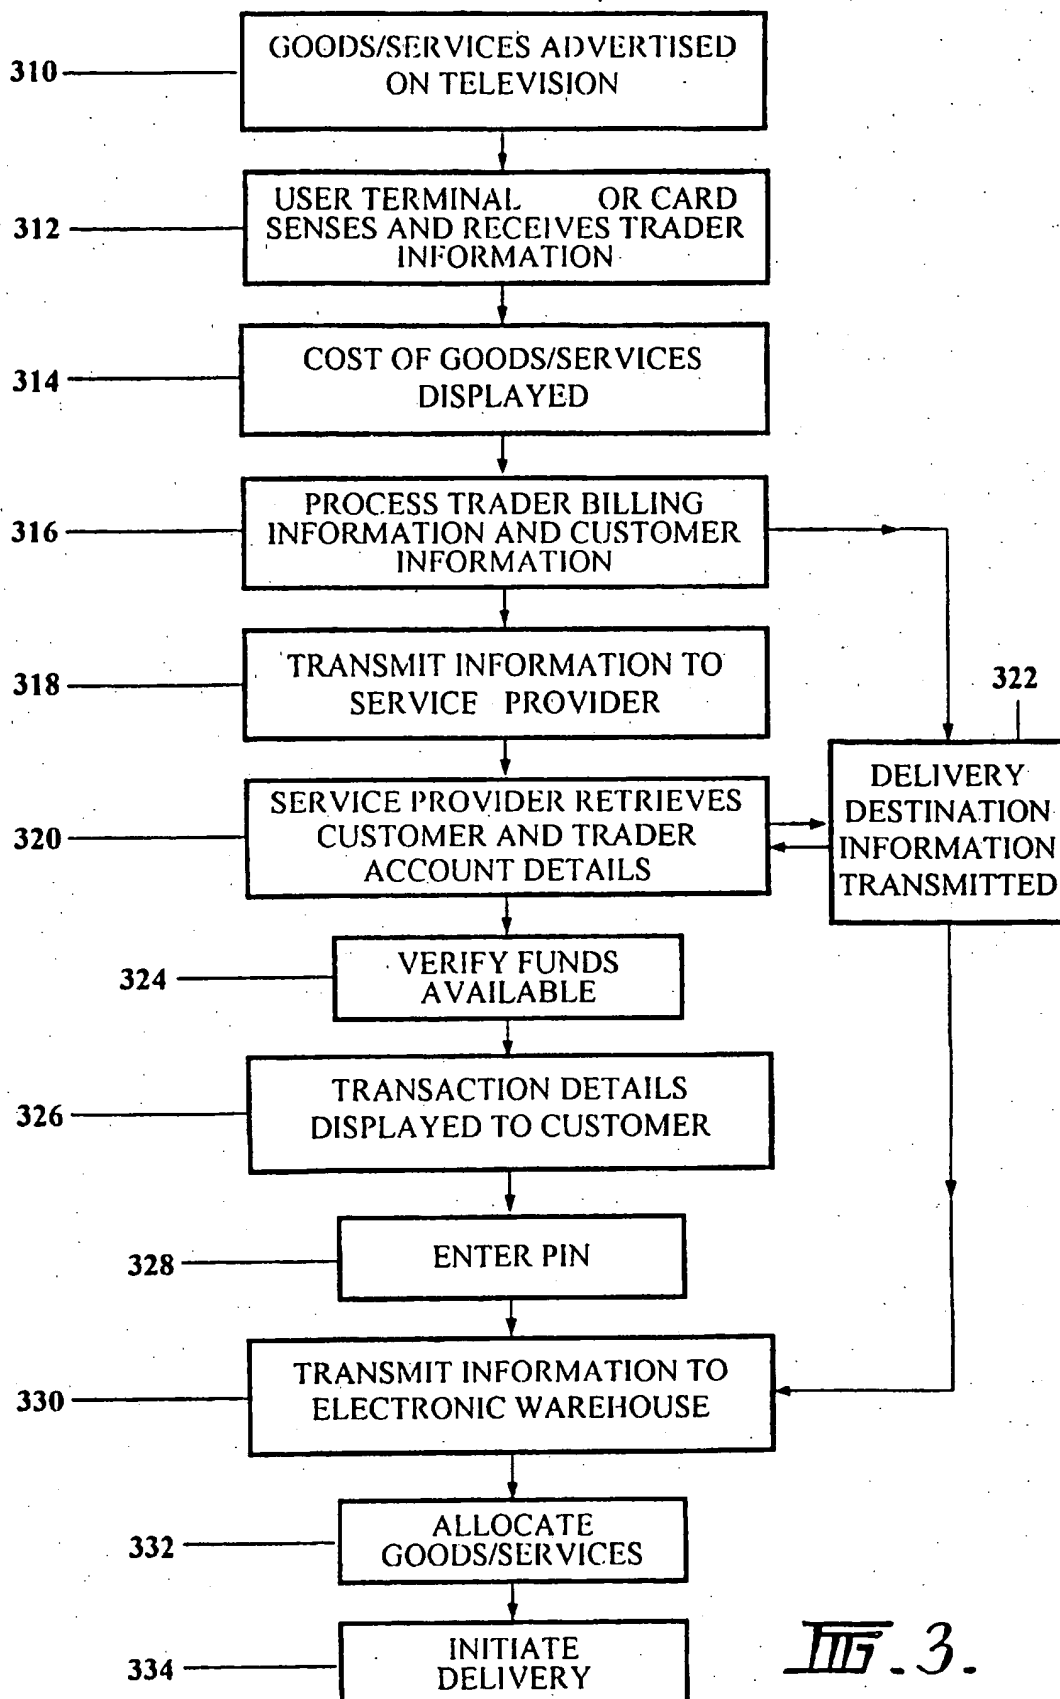 GOODS/SERVICES ADVERTISED
ON TELEVISION
310
USER TERMINAL OR CARD
SENSES AND RECEIVES TRADER
INFORMATION
312
COST OF GOODS/SERVICES
DISPLAYED
314
PROCESS TRADER BILLING
INFORMATION AND CUSTOMER
INFORMATION
316
TRANSMIT INFORMATION TO
SERVICE PROVIDER
318
322
DELIVERY
DESTINATION
INFORMATION
TRANSMITTED
SERVICE PROVIDER RETRIEVES
CUSTOMER AND TRADER
ACCOUNT DETAILS
320
VERIFY FUNDS
AVAILABLE
324
TRANSACTION DETAILS
DISPLAYED TO CUSTOMER
326
ENTER PIN
328
TRANSMIT INFORMATION TO
ELECTRONIC WAREHOUSE
330
ALLOCATE
GOODS/SERVICES
332
INITIATE
DELIVERY
334
FIG. 3.